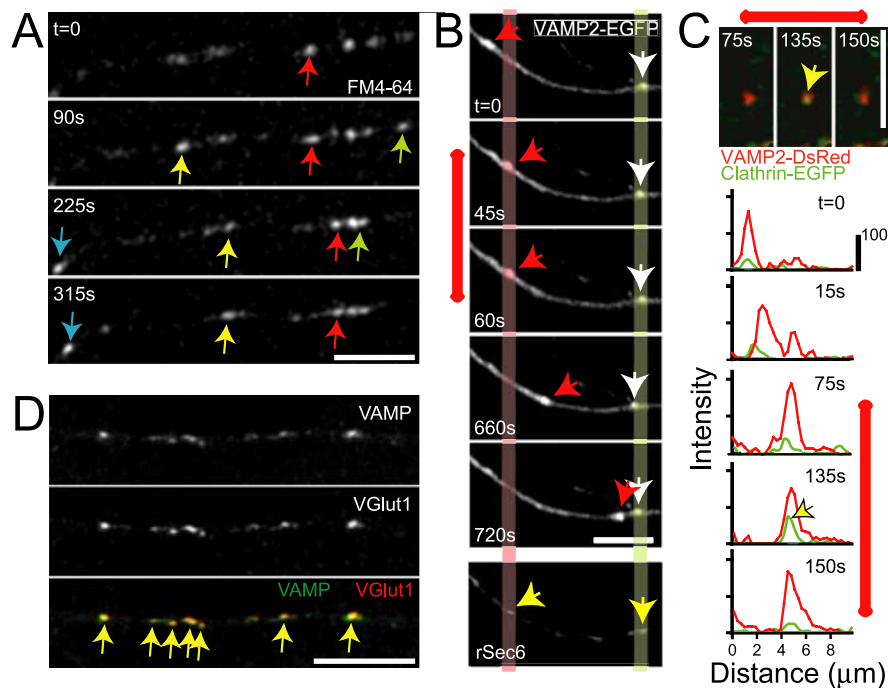 A
t=0
FM4-64
90s
225s
315s
B
VAMP2-EGFP
t=0
45s
60s
660s
720s
rSec6
C
75s
135s
150s
VAMP2-DsRed
Clathrin-EGFP
t=0
100
15s
75s
135s
150s
Intensity
0 2 4 6 8
Distance (μm)
D
VAMP
VGlut1
VAMP VGlut1